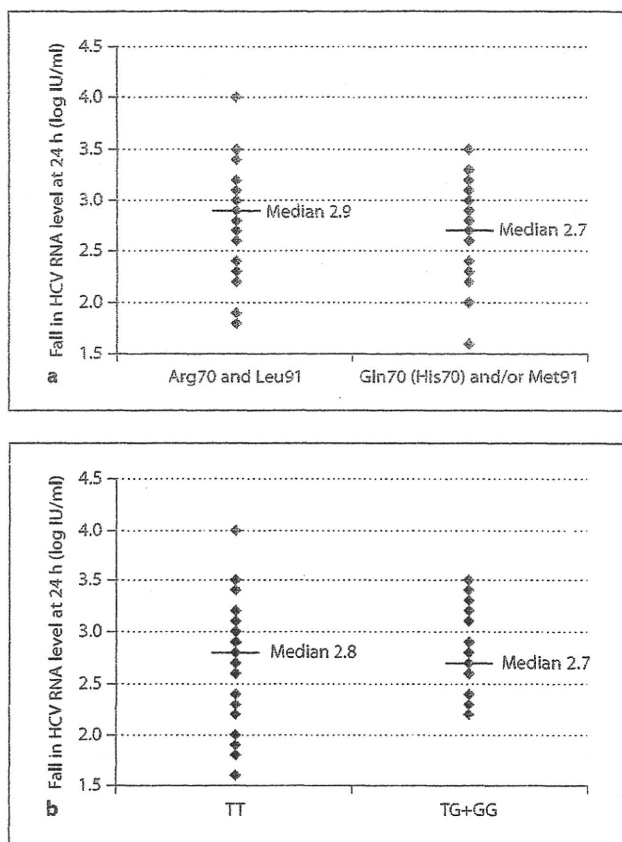 Fall in HCV RNA level at 24 h (log IU/ml)
4.5
4.0
3.5
3.0
2.5
2.0
1.5
Median 2.9
Median 2.7
a
Arg70 and Leu91
Gln70 (His70) and/or Met91
Fall in HCV RNA level at 24 h (log IU/ml)
4.5
4.0
3.5
3.0
2.5
2.0
1.5
Median 2.8
Median 2.7
b
TT
TG+GG